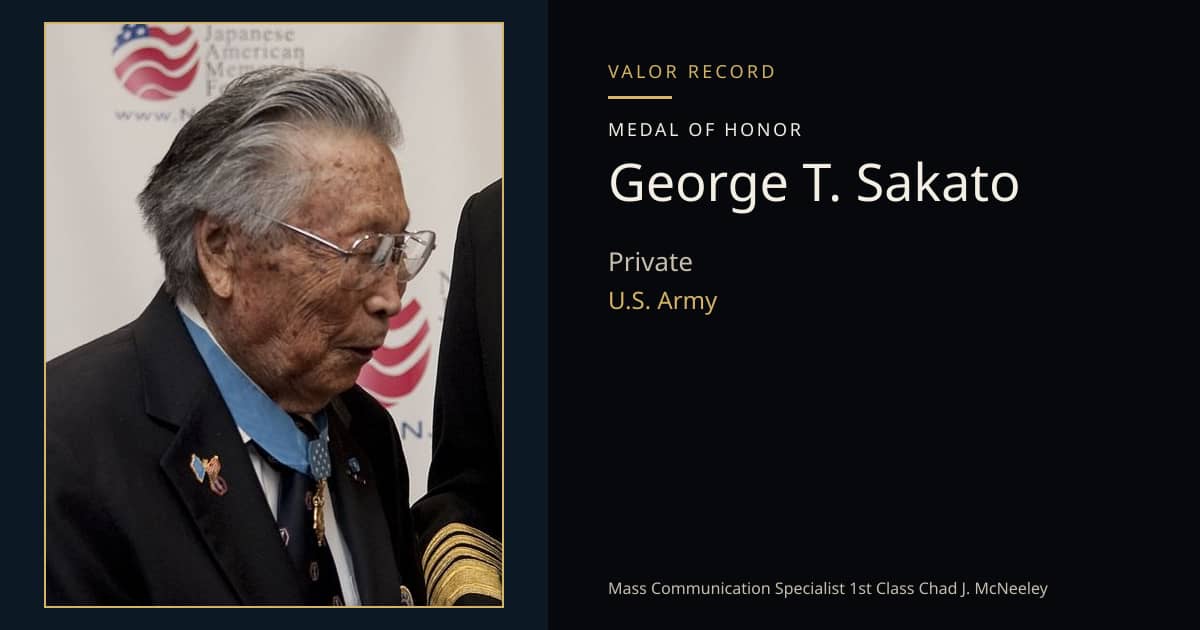 Japanese
American
www.N
N.
VALOR RECORD
MEDAL OF HONOR
George T. Sakato
Private
U.S. Army
Mass Communication Specialist 1st Class Chad J. McNeeley